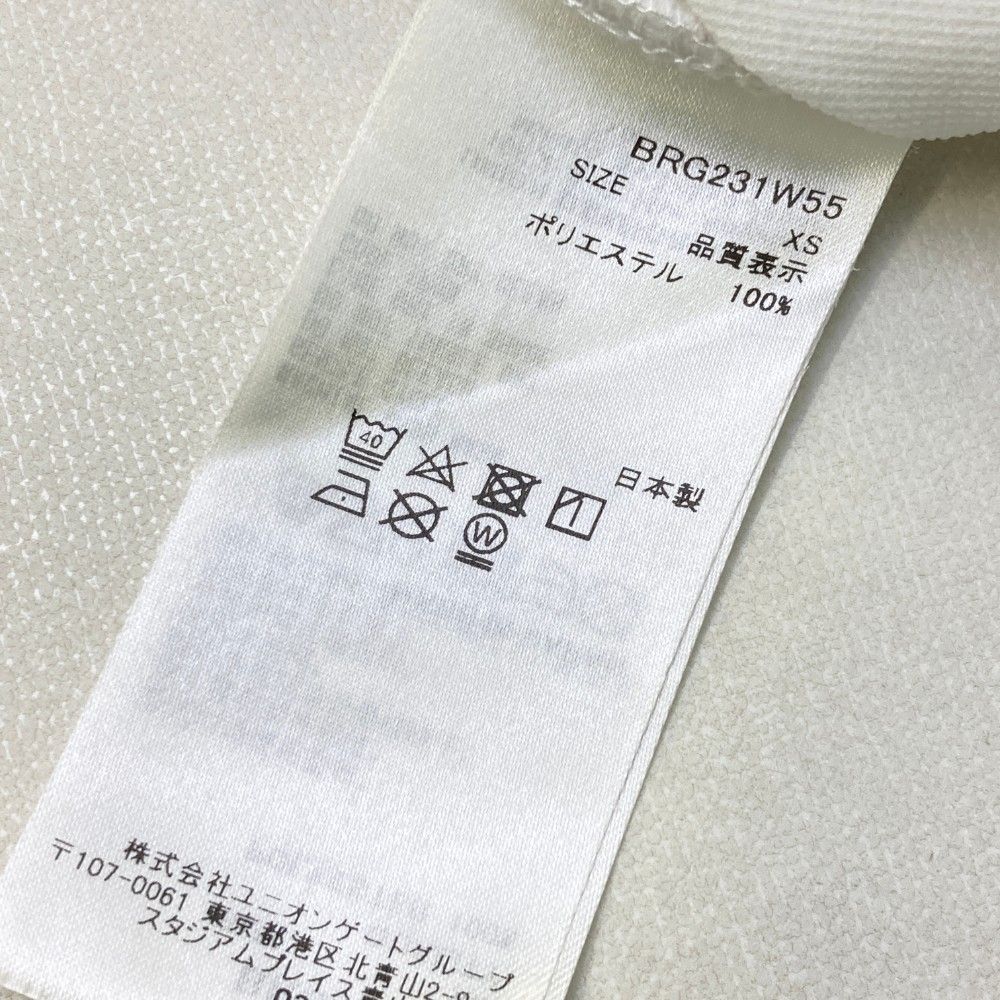 BRG231W55
SIZE XS
品質表示
ポリエステル 100%
40
日本製
W
株式会社ユニオンゲートグループ
〒107-0061 東京都港区北青山2-
スタジアムプレイス青